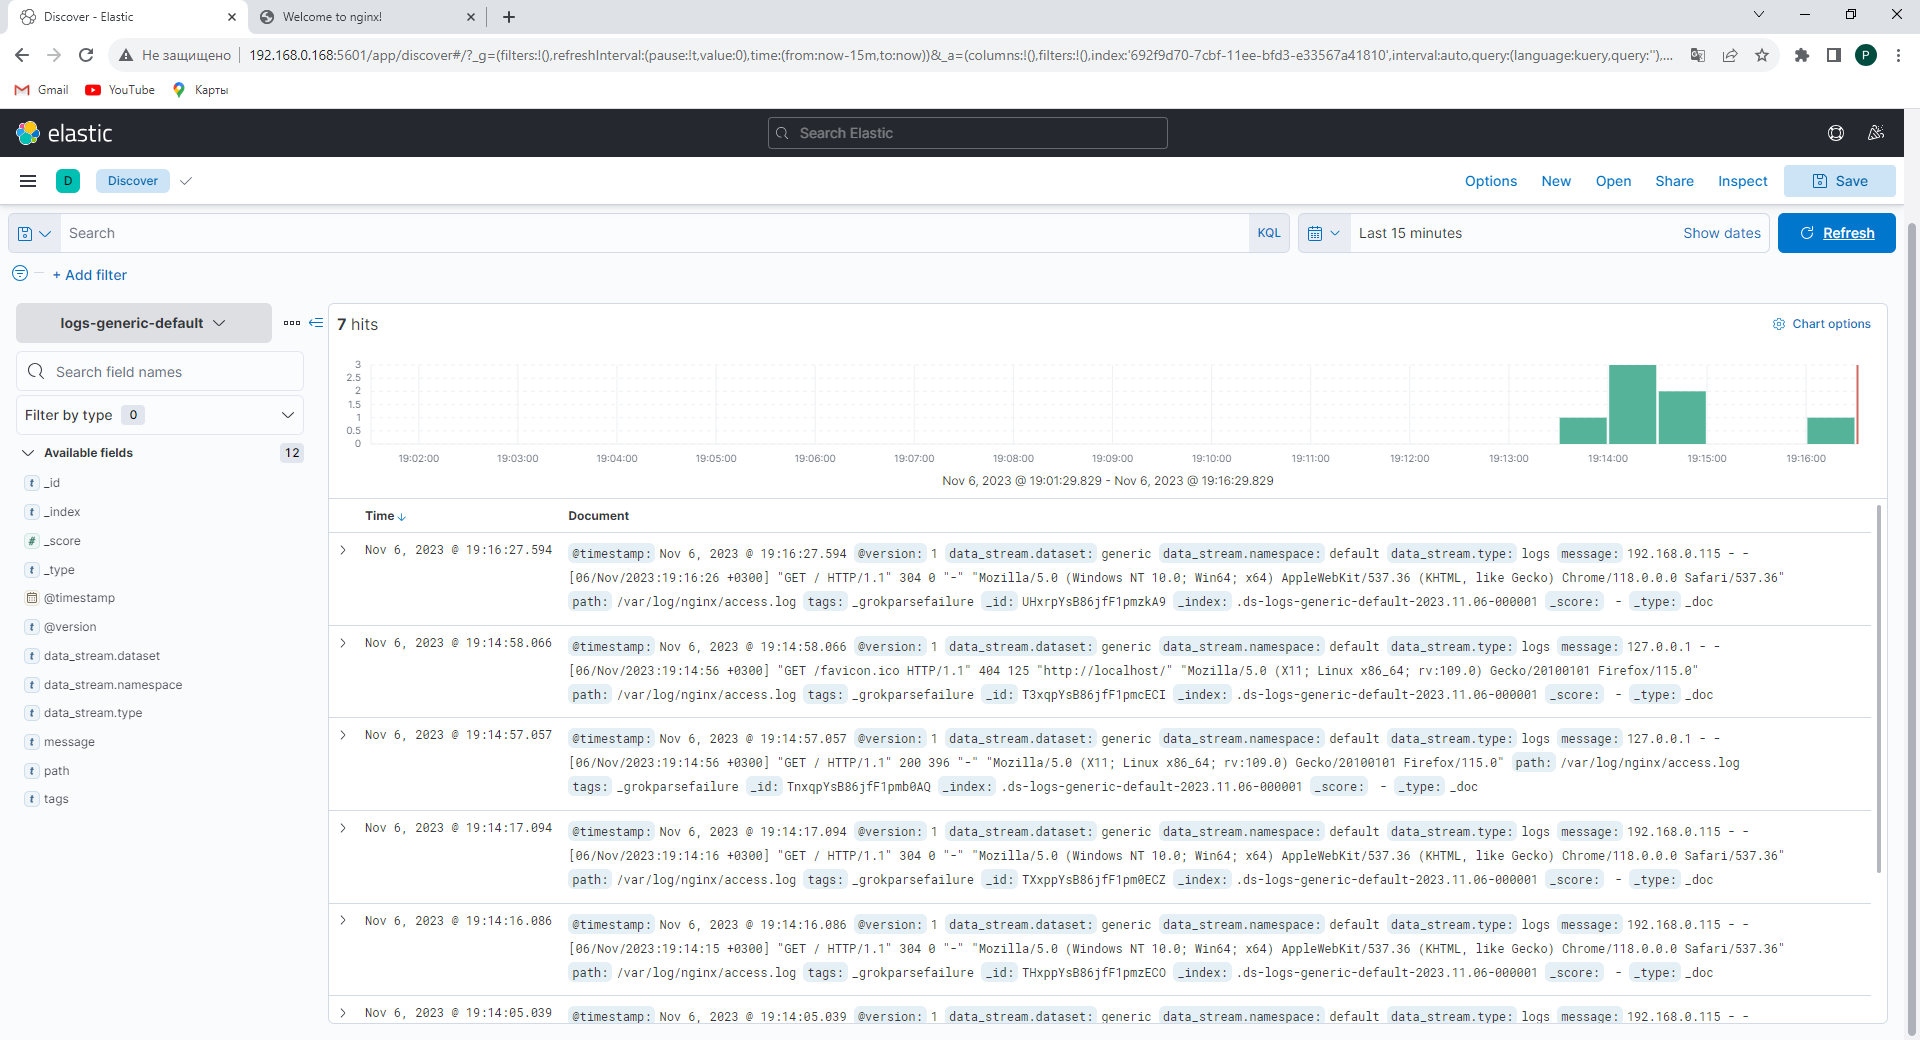 Discover - Elastic
Welcome to nginx!
Не защищено
192.168.0.168:5601/app/discover#/?_g=(filters:!(),refreshInterval:(pause:!t,value:0),time:(from:now-15m,to:now))&_a=(columns:!(),filters:!(),index:'692f9d70-7cbf-11ee-bfd3-e33567a41810',interval:auto,query:(language:kuery,query:''),...
P
Gmail
YouTube
Карты
elastic
Search Elastic
D
Discover
Options
New
Open
Share
Inspect
Save
Search
KQL
Last 15 minutes
Show dates
Refresh
+ Add filter
logs-generic-default
7 hits
Chart options
Search field names
Filter by type 0
Available fields 12
t _id
t _index
# _score
t _type
@timestamp
t @version
t data_stream.dataset
t data_stream.namespace
t data_stream.type
t message
t path
t tags
3
2.5
2
1.5
1
0.5
0
19:02:00 19:03:00 19:04:00 19:05:00 19:06:00 19:07:00 19:08:00 19:09:00 19:10:00 19:11:00 19:12:00 19:13:00 19:14:00 19:15:00 19:16:00
Nov 6, 2023 @ 19:01:29.829 - Nov 6, 2023 @ 19:16:29.829
Time Document
Nov 6, 2023 @ 19:16:27.594 @timestamp: Nov 6, 2023 @ 19:16:27.594 @version: 1 data_stream.dataset: generic data_stream.namespace: default data_stream.type: logs message: 192.168.0.115 - -
[06/Nov/2023:19:16:26 +0300] "GET / HTTP/1.1" 304 0 "-" "Mozilla/5.0 (Windows NT 10.0; Win64; x64) AppleWebKit/537.36 (KHTML, like Gecko) Chrome/118.0.0.0 Safari/537.36"
path: /var/log/nginx/access.log tags: _grokparsefailure _id: UHxrpYsB86jfF1pmzkA9 _index: .ds-logs-generic-default-2023.11.06-000001 _score: - _type: _doc
Nov 6, 2023 @ 19:14:58.066 @timestamp: Nov 6, 2023 @ 19:14:58.066 @version: 1 data_stream.dataset: generic data_stream.namespace: default data_stream.type: logs message: 127.0.0.1 - -
[06/Nov/2023:19:14:56 +0300] "GET /favicon.ico HTTP/1.1" 404 125 "http://localhost/" "Mozilla/5.0 (X11; Linux x86_64; rv:109.0) Gecko/20100101 Firefox/115.0"
path: /var/log/nginx/access.log tags: _grokparsefailure _id: T3xqpYsB86jfF1pmcECI _index: .ds-logs-generic-default-2023.11.06-000001 _score: - _type: _doc
Nov 6, 2023 @ 19:14:57.057 @timestamp: Nov 6, 2023 @ 19:14:57.057 @version: 1 data_stream.dataset: generic data_stream.namespace: default data_stream.type: logs message: 127.0.0.1 - -
[06/Nov/2023:19:14:56 +0300] "GET / HTTP/1.1" 200 396 "-" "Mozilla/5.0 (X11; Linux x86_64; rv:109.0) Gecko/20100101 Firefox/115.0" path: /var/log/nginx/access.log
tags: _grokparsefailure _id: TnxqpYsB86jfF1pmb0AQ _index: .ds-logs-generic-default-2023.11.06-000001 _score: - _type: _doc
Nov 6, 2023 @ 19:14:17.094 @timestamp: Nov 6, 2023 @ 19:14:17.094 @version: 1 data_stream.dataset: generic data_stream.namespace: default data_stream.type: logs message: 192.168.0.115 - -
[06/Nov/2023:19:14:16 +0300] "GET / HTTP/1.1" 304 0 "-" "Mozilla/5.0 (Windows NT 10.0; Win64; x64) AppleWebKit/537.36 (KHTML, like Gecko) Chrome/118.0.0.0 Safari/537.36"
path: /var/log/nginx/access.log tags: _grokparsefailure _id: TXxppYsB86jfF1pm0ECZ _index: .ds-logs-generic-default-2023.11.06-000001 _score: - _type: _doc
Nov 6, 2023 @ 19:14:16.086 @timestamp: Nov 6, 2023 @ 19:14:16.086 @version: 1 data_stream.dataset: generic data_stream.namespace: default data_stream.type: logs message: 192.168.0.115 - -
[06/Nov/2023:19:14:15 +0300] "GET / HTTP/1.1" 304 0 "-" "Mozilla/5.0 (Windows NT 10.0; Win64; x64) AppleWebKit/537.36 (KHTML, like Gecko) Chrome/118.0.0.0 Safari/537.36"
path: /var/log/nginx/access.log tags: _grokparsefailure _id: THxppYsB86jfF1pmzECO _index: .ds-logs-generic-default-2023.11.06-000001 _score: - _type: _doc
Nov 6, 2023 @ 19:14:05.039 @timestamp: Nov 6, 2023 @ 19:14:05.039 @version: 1 data_stream.dataset: generic data_stream.namespace: default data_stream.type: logs message: 192.168.0.115 - -